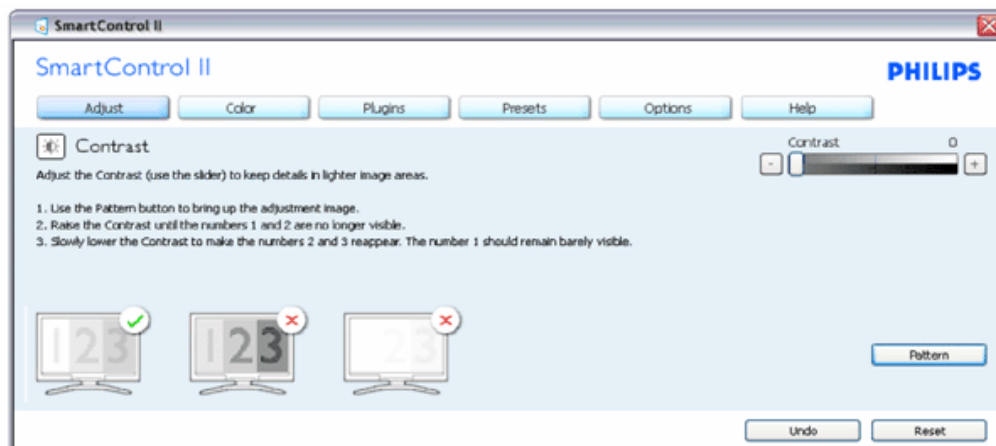 SmartControl II
SmartControl II
PHILIPS
Adjust Color Plugins Presets Options Help
Contrast
Contrast 0
- +
Adjust the Contrast (use the slider) to keep details in lighter image areas.
1. Use the Pattern button to bring up the adjustment image.
2. Raise the Contrast until the numbers 1 and 2 are no longer visible.
3. Slowly lower the Contrast to make the numbers 2 and 3 reappear. The number 1 should remain barely visible.
123 123 23
Pattern
Undo Reset